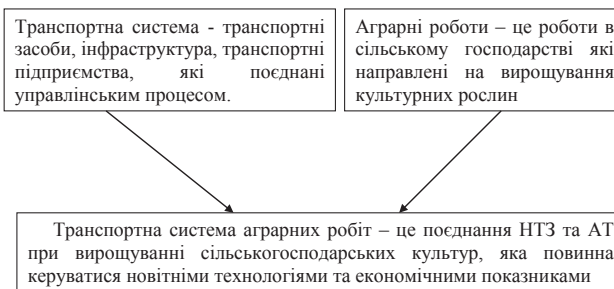 Транспортна система - транспортні
засоби, інфраструктура, транспортні
підприємства, які поєднані
управлінським процесом.
Аграрні роботи – це роботи в
сільському господарстві які
направлені на вирощування
культурних рослин
Транспортна система аграрних робіт – це поєднання НТЗ та АТ
при вирощуванні сільськогосподарських культур, яка повинна
керуватися новітніми технологіями та економічними показниками